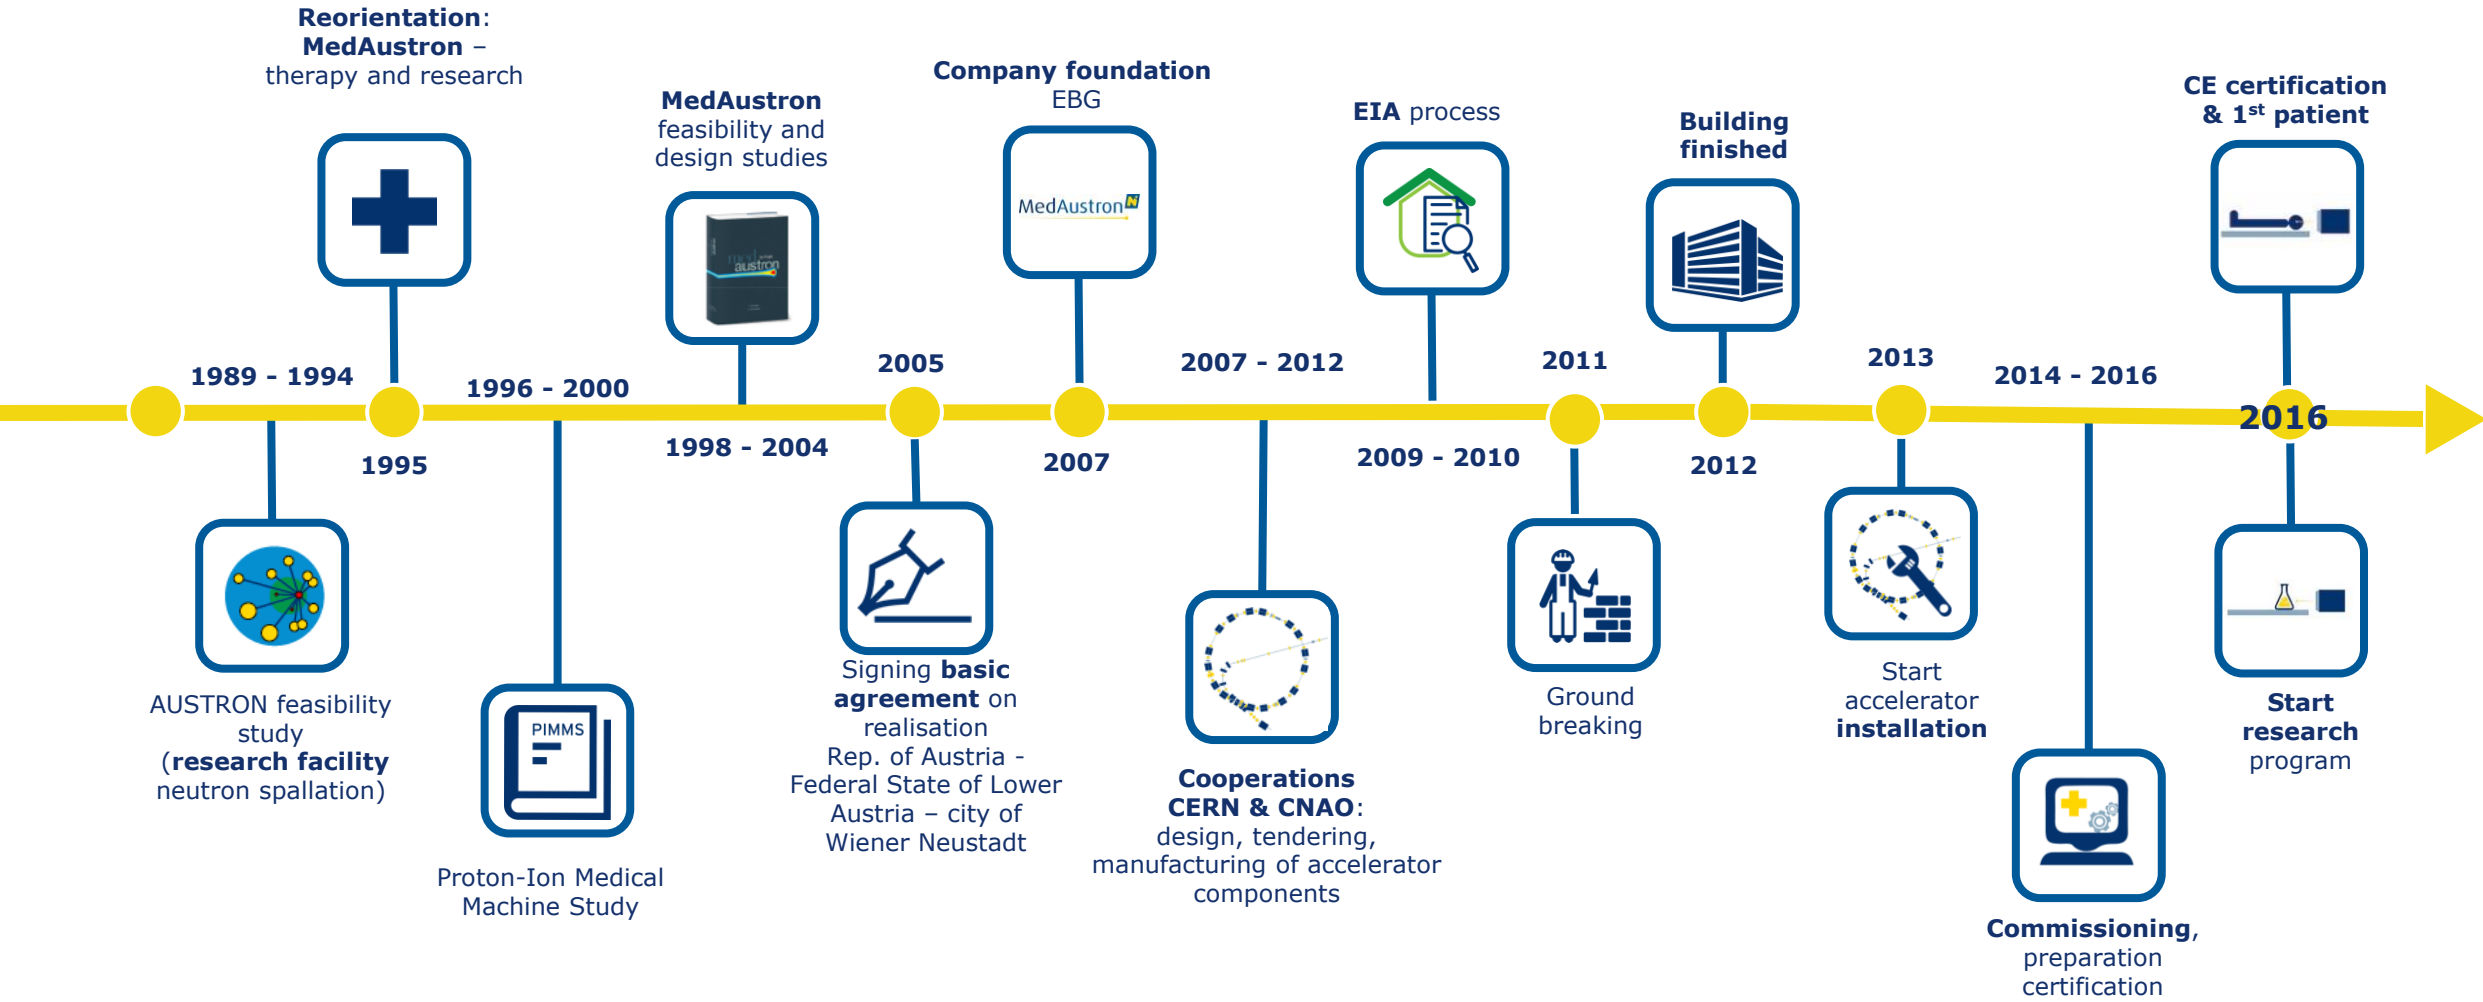 Reorientation:
MedAustron –
therapy and research
MedAustron
feasibility and
design studies
Company foundation
EBG
EIA process
Building
finished
CE certification
& 1st patient
MedAustron N
med
austron
1989 - 1994
1995
1996 - 2000
1998 - 2004
2005
2007
2007 - 2012
2009 - 2010
2011
2012
2013
2014 - 2016
2016
AUSTRON feasibility
study
(research facility
neutron spallation)
PIMMS
Proton-Ion Medical
Machine Study
Signing basic
agreement on
realisation
Rep. of Austria -
Federal State of Lower
Austria – city of
Wiener Neustadt
Cooperations
CERN & CNAO:
design, tendering,
manufacturing of accelerator
components
Ground
breaking
Start
accelerator
installation
Commissioning,
preparation
certification
Start
research
program